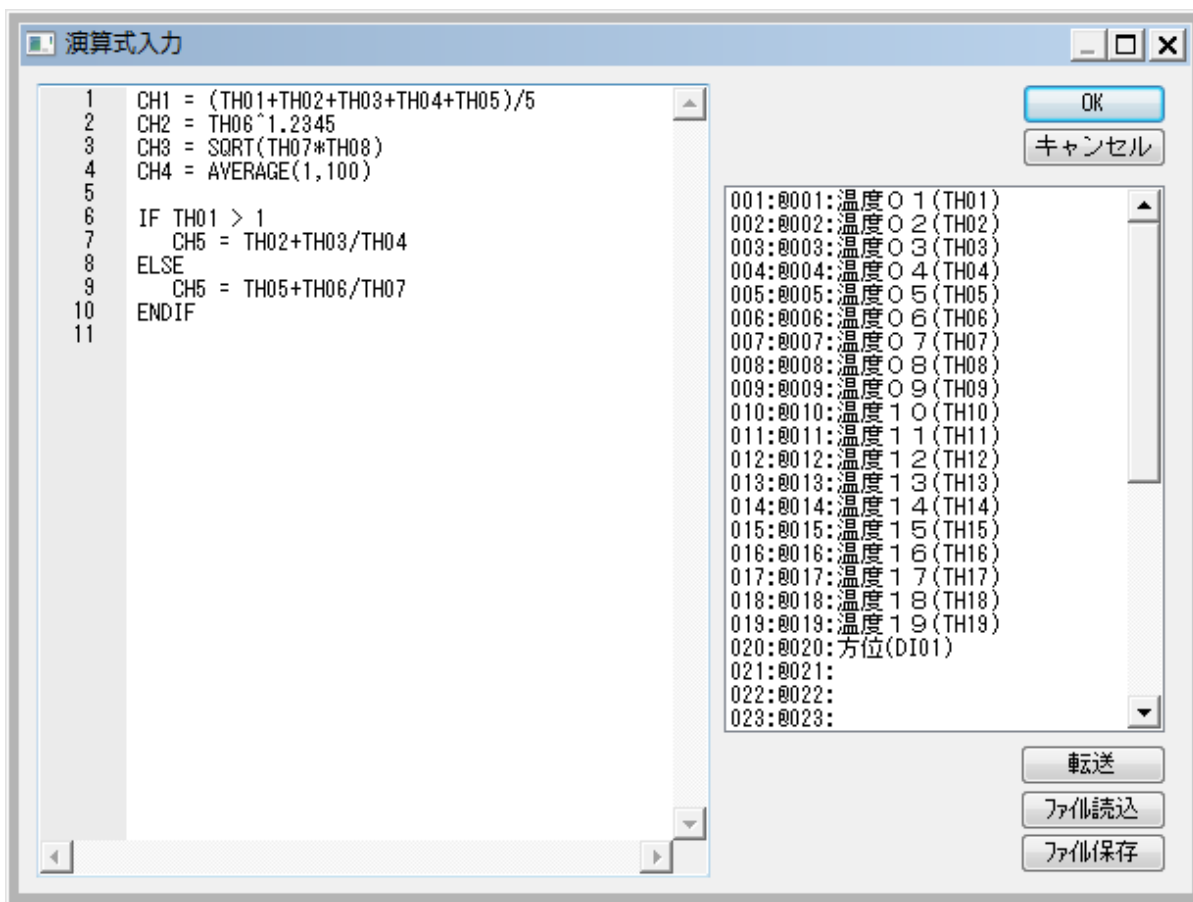 演算式入力
1 CH1 = (TH01+TH02+TH03+TH04+TH05)/5
2 CH2 = TH06^1.2345
3 CH3 = SQRT(TH07*TH08)
4 CH4 = AVERAGE(1,100)
5
6 IF TH01 > 1
7 CH5 = TH02+TH03/TH04
8 ELSE
9 CH5 = TH05+TH06/TH07
10 ENDIF
11
OK
キャンセル
001:@001:温度０１(TH01)
002:@002:温度０２(TH02)
003:@003:温度０３(TH03)
004:@004:温度０４(TH04)
005:@005:温度０５(TH05)
006:@006:温度０６(TH06)
007:@007:温度０７(TH07)
008:@008:温度０８(TH08)
009:@009:温度０９(TH09)
010:@010:温度１０(TH10)
011:@011:温度１１(TH11)
012:@012:温度１２(TH12)
013:@013:温度１３(TH13)
014:@014:温度１４(TH14)
015:@015:温度１５(TH15)
016:@016:温度１６(TH16)
017:@017:温度１７(TH17)
018:@018:温度１８(TH18)
019:@019:温度１９(TH19)
020:@020:方位(DI01)
021:@021:
022:@022:
023:@023:
転送
ﾌｧｲﾙ読込
ﾌｧｲﾙ保存